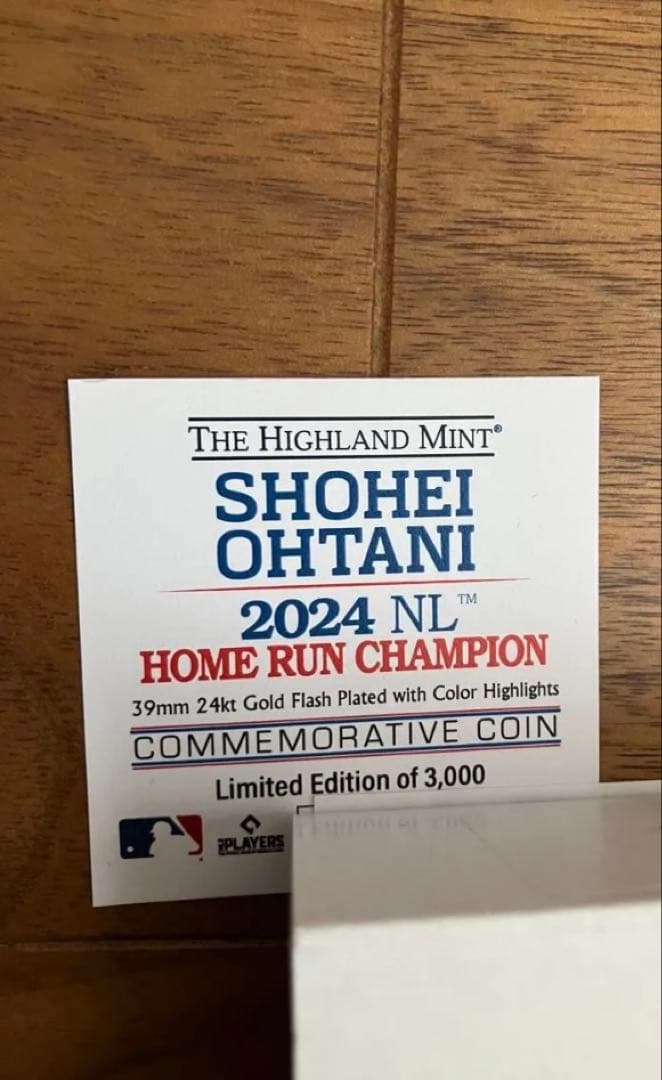 THE HIGHLAND MINT®
SHOHEI
OHTANI
2024 NL™
HOME RUN CHAMPION
39mm 24kt Gold Flash Plated with Color Highlights
COMMEMORATIVE COIN
Limited Edition of 3,000
PLAYERS